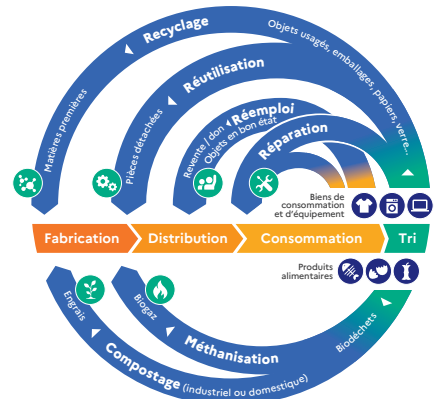 Recyclage
Objets usagés, emballages, papiers, verre...
Matières premières
Réutilisation
Pièces détachées
Réemploi
Revente / don
Objets en bon état
Réparation
Biens de
consommation
et d'équipement
Fabrication
Distribution
Consommation
Tri
Produits
alimentaires
Engrais
Biogaz
Biodéchets
Méthanisation
Compostage (industriel ou domestique)